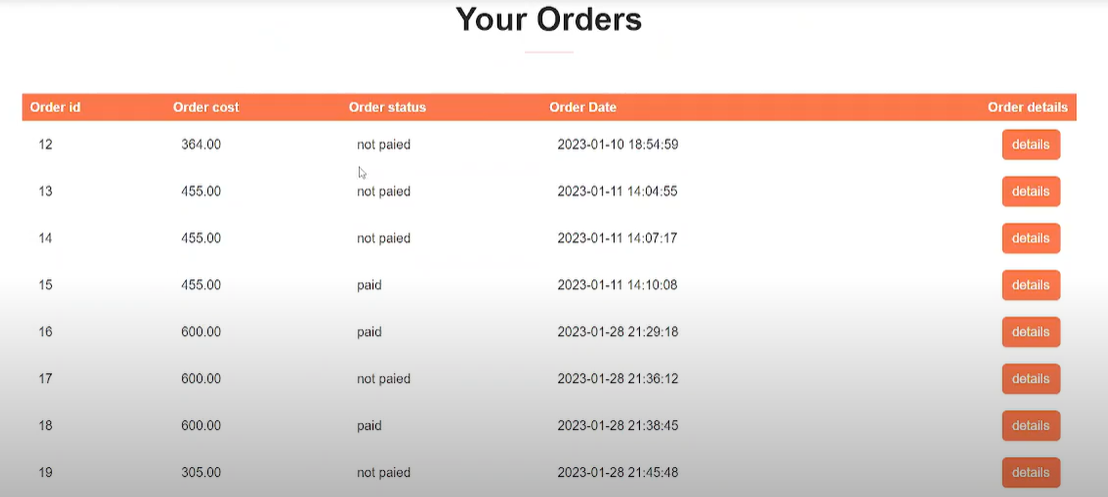 Your Orders
Order id Order cost Order status Order Date Order details
12 364.00 not paied 2023-01-10 18:54:59 details
13 455.00 not paied 2023-01-11 14:04:55 details
14 455.00 not paied 2023-01-11 14:07:17 details
15 455.00 paid 2023-01-11 14:10:08 details
16 600.00 paid 2023-01-28 21:29:18 details
17 600.00 not paied 2023-01-28 21:36:12 details
18 600.00 paid 2023-01-28 21:38:45 details
19 305.00 not paied 2023-01-28 21:45:48 details